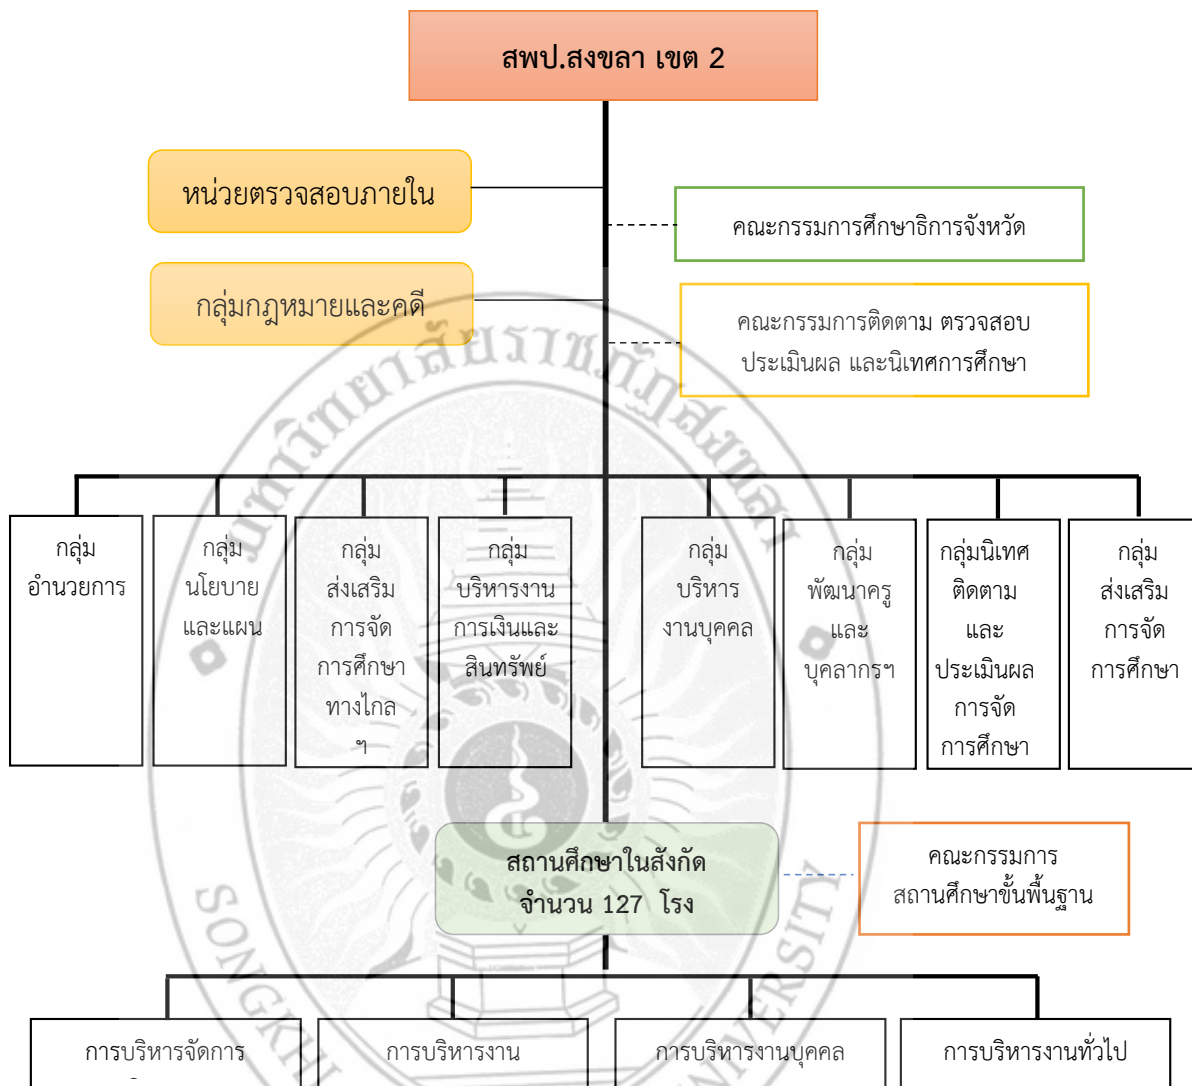 สพป.สงขลา เขต 2
หน่วยตรวจสอบภายใน
คณะกรรมการศึกษาธิการจังหวัด
กลุ่มกฎหมายและคดี
คณะกรรมการติดตาม ตรวจสอบ
ประเมินผล และนิเทศการศึกษา
มหาวิทยาลัยราชภัฏสงขลา
กลุ่ม
อำนวยการ
กลุ่ม
นโยบาย
และแผน
กลุ่ม
ส่งเสริม
การจัด
การศึกษา
ทางไกล
ฯ
กลุ่ม
บริหารงาน
การเงินและ
สินทรัพย์
กลุ่ม
บริหาร
งานบุคคล
กลุ่ม
พัฒนาครู
และ
บุคลากรฯ
กลุ่มนิเทศ
ติดตาม
และ
ประเมินผล
การจัด
การศึกษา
กลุ่ม
ส่งเสริม
การจัด
การศึกษา
สถานศึกษาในสังกัด
จำนวน 127 โรง
คณะกรรมการ
สถานศึกษาขั้นพื้นฐาน
การบริหารจัดการ
การบริหารงาน
การบริหารงานบุคคล
การบริหารงานทั่วไป